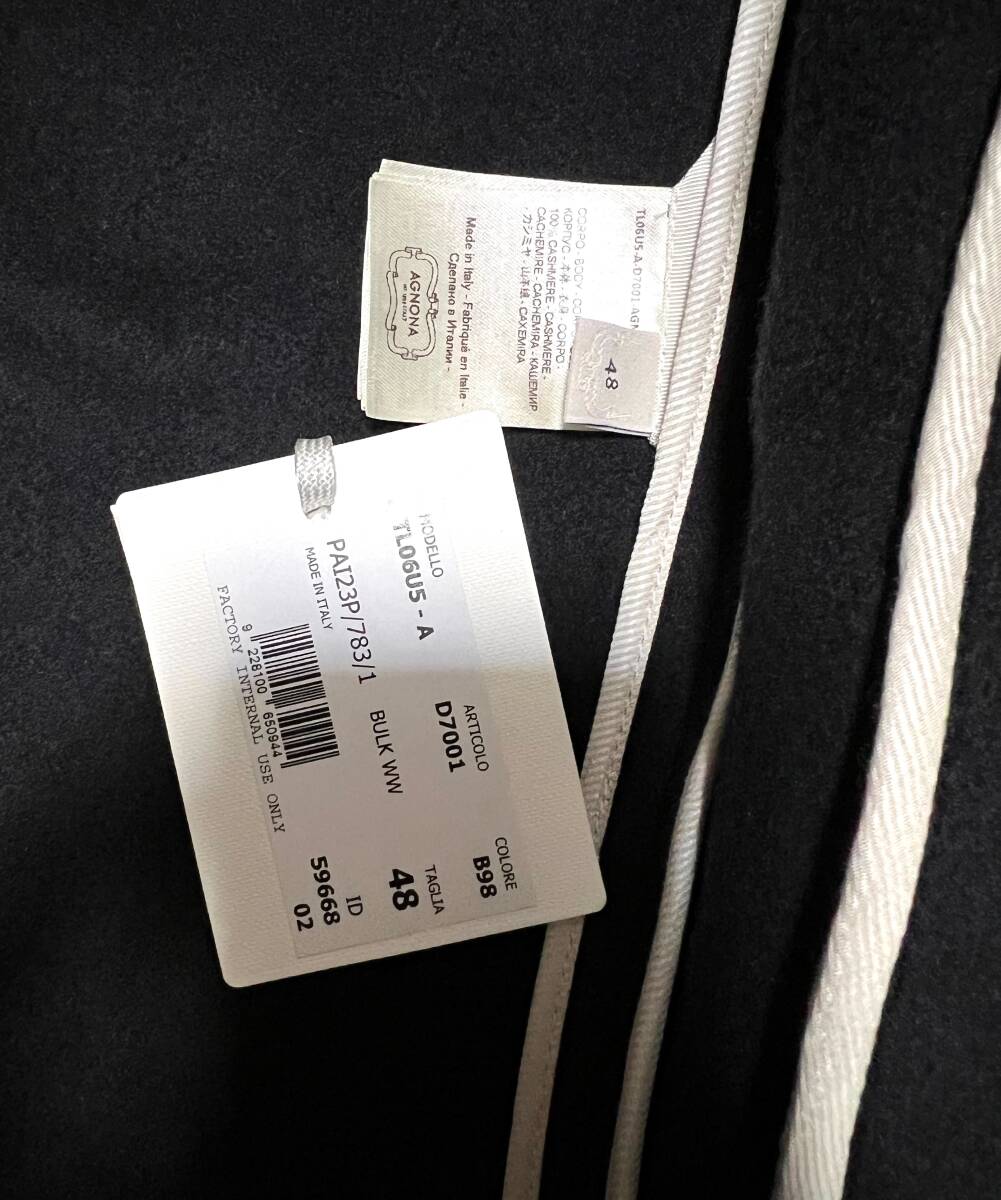 TL06U5-A-D7001 AGN
CORPO - BODY
КОРПУС - 本体 - 衣身 - CORPO -
100% CASHMERE - CASHMERE -
CACHEMIRE - CACHEMIRA - КАШЕМИР
- カシミヤ - 山羊绒 - CAXEMIRA
48
Made in Italy - Fabriqué en Italie -
Сделано в Италии -
AGNONA
MODELLO ARTICOLO COLORE
TL06U5 - A D7001 B98
TAGLIA
PAI23P/783/1 BULK WW 48
MADE IN ITALY
ID
59668
02
9 228100 650944
FACTORY INTERNAL USE ONLY